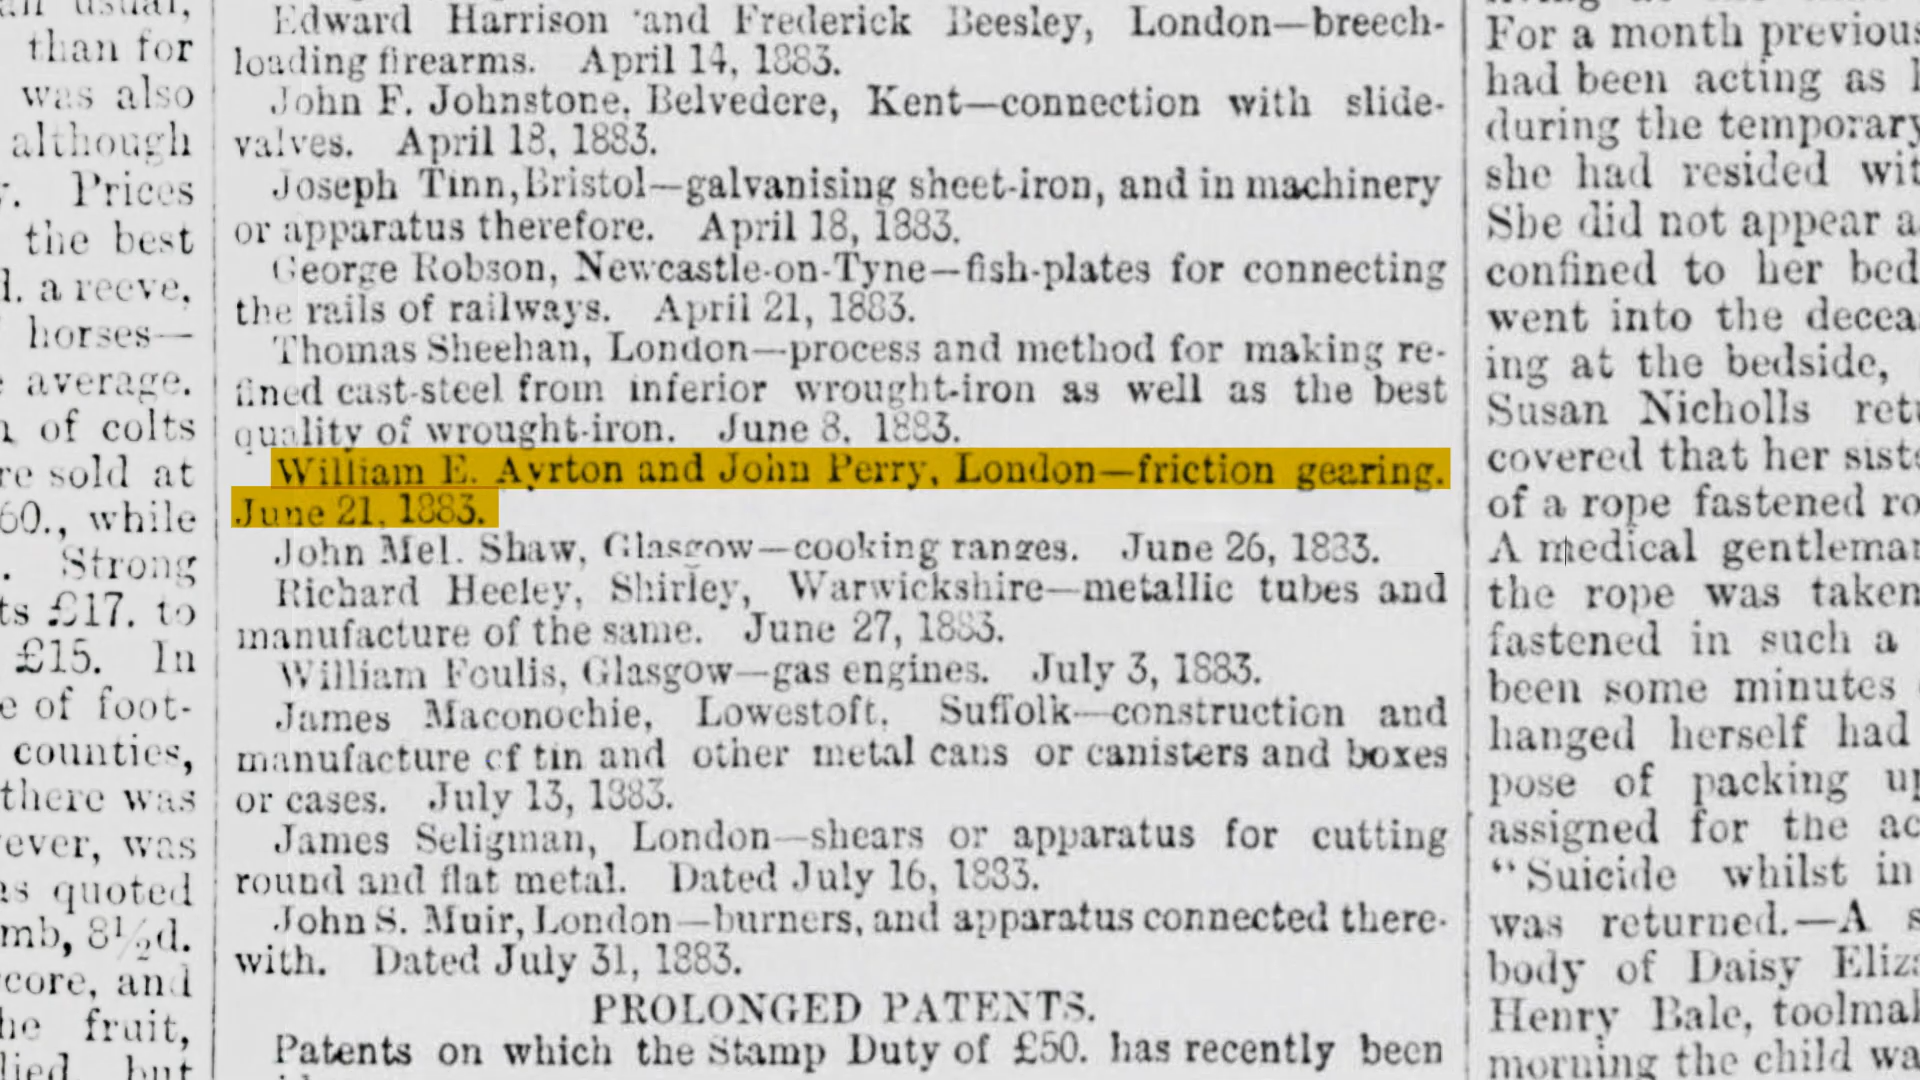 an usual,
than for
was also
although
Prices
the best
a reeve,
horses—
average.
of colts
re sold at
60., while
Strong
ts £17. to
£15. In
e of foot-
counties,
there was
ever, was
as quoted
mb, 8½d.
core, and
he fruit,
lied, but
Edward Harrison and Frederick Beesley, London—breech-
loading firearms. April 14, 1883.
John F. Johnstone, Belvedere, Kent—connection with slide-
valves. April 18, 1883.
Joseph Tinn, Bristol—galvanising sheet-iron, and in machinery
or apparatus therefore. April 18, 1883.
George Robson, Newcastle-on-Tyne—fish-plates for connecting
the rails of railways. April 21, 1883.
Thomas Sheehan, London—process and method for making re-
fined cast-steel from inferior wrought-iron as well as the best
quality of wrought-iron. June 8, 1883.
William E. Ayrton and John Perry, London—friction gearing.
June 21, 1883.
John Mel. Shaw, Glasgow—cooking ranges. June 26, 1883.
Richard Heeley, Shirley, Warwickshire—metallic tubes and
manufacture of the same. June 27, 1883.
William Foulis, Glasgow—gas engines. July 3, 1883.
James Maconochie, Lowestoft, Suffolk—construction and
manufacture of tin and other metal cans or canisters and boxes
or cases. July 13, 1883.
James Seligman, London—shears or apparatus for cutting
round and flat metal. Dated July 16, 1883.
John S. Muir, London—burners, and apparatus connected there-
with. Dated July 31, 1883.
PROLONGED PATENTS.
Patents on which the Stamp Duty of £50. has recently been
For a month previous
had been acting as
during the temporary
she had resided wit
She did not appear a
confined to her bed
went into the decea
ing at the bedside,
Susan Nicholls ret
covered that her sist
of a rope fastened ro
A medical gentleman
the rope was taken
fastened in such a
been some minutes
hanged herself had
pose of packing up
assigned for the ac
"Suicide whilst in
was returned.—A s
body of Daisy Eliza
Henry Bale, toolmal
morning the child wa